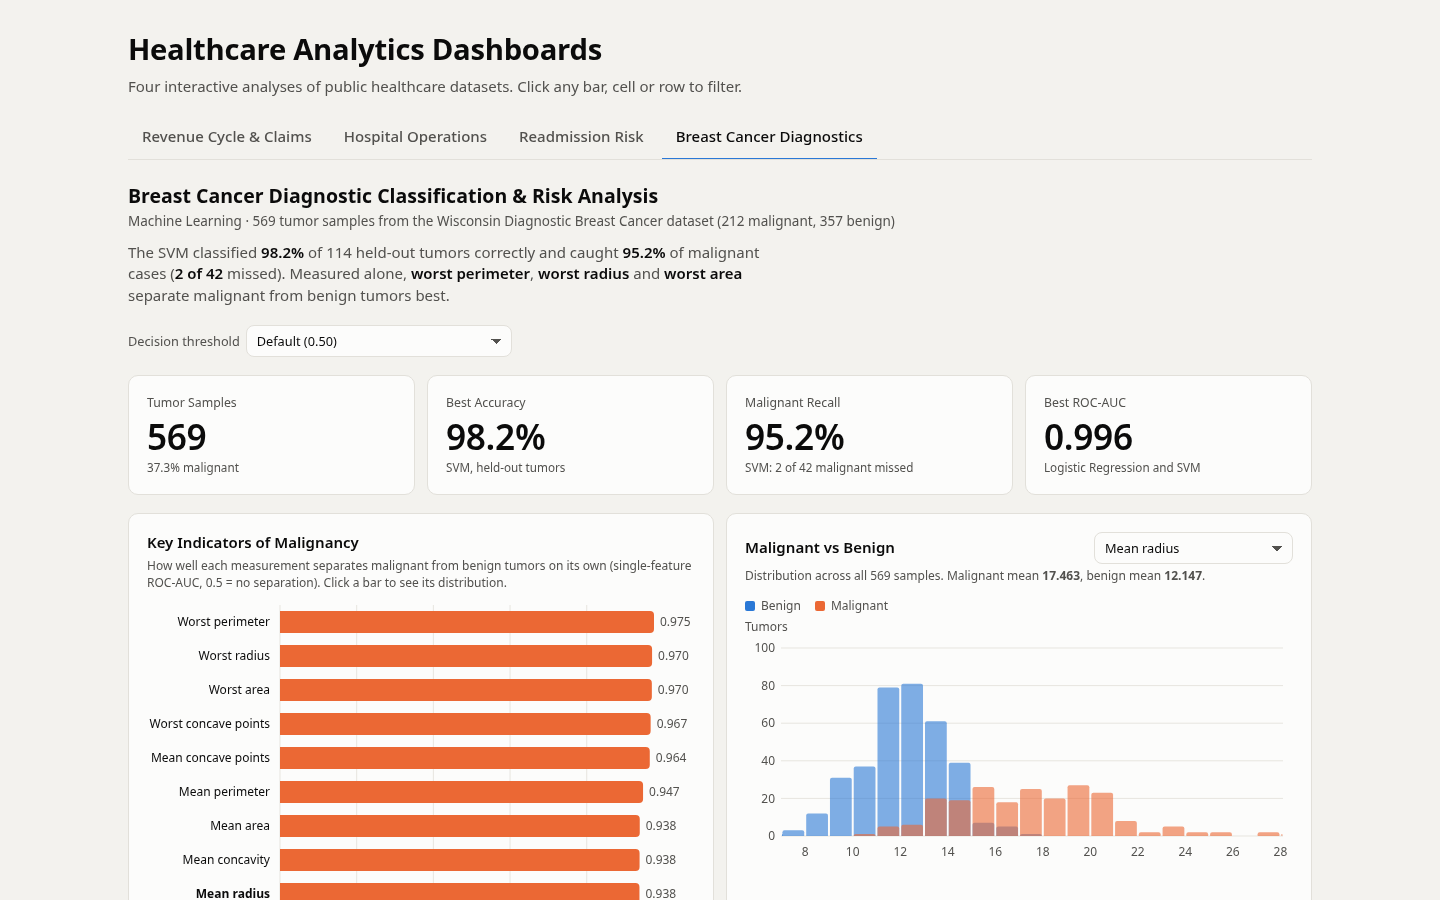 Healthcare Analytics Dashboards
Four interactive analyses of public healthcare datasets. Click any bar, cell or row to filter.
Revenue Cycle & Claims
Hospital Operations
Readmission Risk
Breast Cancer Diagnostics
Breast Cancer Diagnostic Classification & Risk Analysis
Machine Learning · 569 tumor samples from the Wisconsin Diagnostic Breast Cancer dataset (212 malignant, 357 benign)
The SVM classified 98.2% of 114 held-out tumors correctly and caught 95.2% of malignant
cases (2 of 42 missed). Measured alone, worst perimeter, worst radius and worst area
separate malignant from benign tumors best.
Decision threshold
Default (0.50)
Tumor Samples
569
37.3% malignant
Best Accuracy
98.2%
SVM, held-out tumors
Malignant Recall
95.2%
SVM: 2 of 42 malignant missed
Best ROC-AUC
0.996
Logistic Regression and SVM
Key Indicators of Malignancy
How well each measurement separates malignant from benign tumors on its own (single-feature
ROC-AUC, 0.5 = no separation). Click a bar to see its distribution.
Worst perimeter 0.975
Worst radius 0.970
Worst area 0.970
Worst concave points 0.967
Mean concave points 0.964
Mean perimeter 0.947
Mean area 0.938
Mean concavity 0.938
Mean radius 0.938
Malignant vs Benign
Mean radius
Distribution across all 569 samples. Malignant mean 17.463, benign mean 12.147.
Benign
Malignant
Tumors
100
80
60
40
20
0
8 10 12 14 16 18 20 22 24 26 28